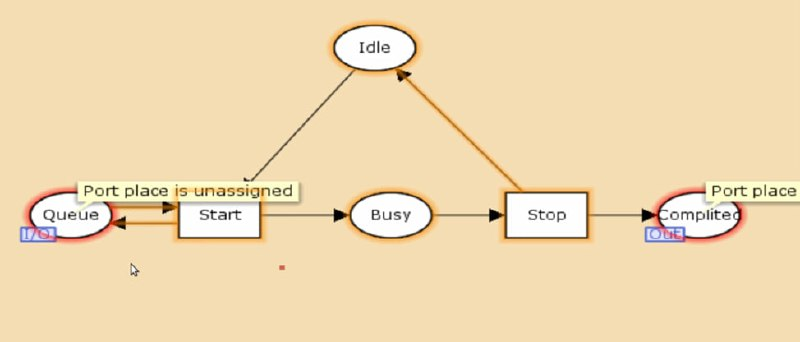 Idle
Port place is unassigned
Port place
Queue
Start
Busy
Stop
Complited
I/O
Out